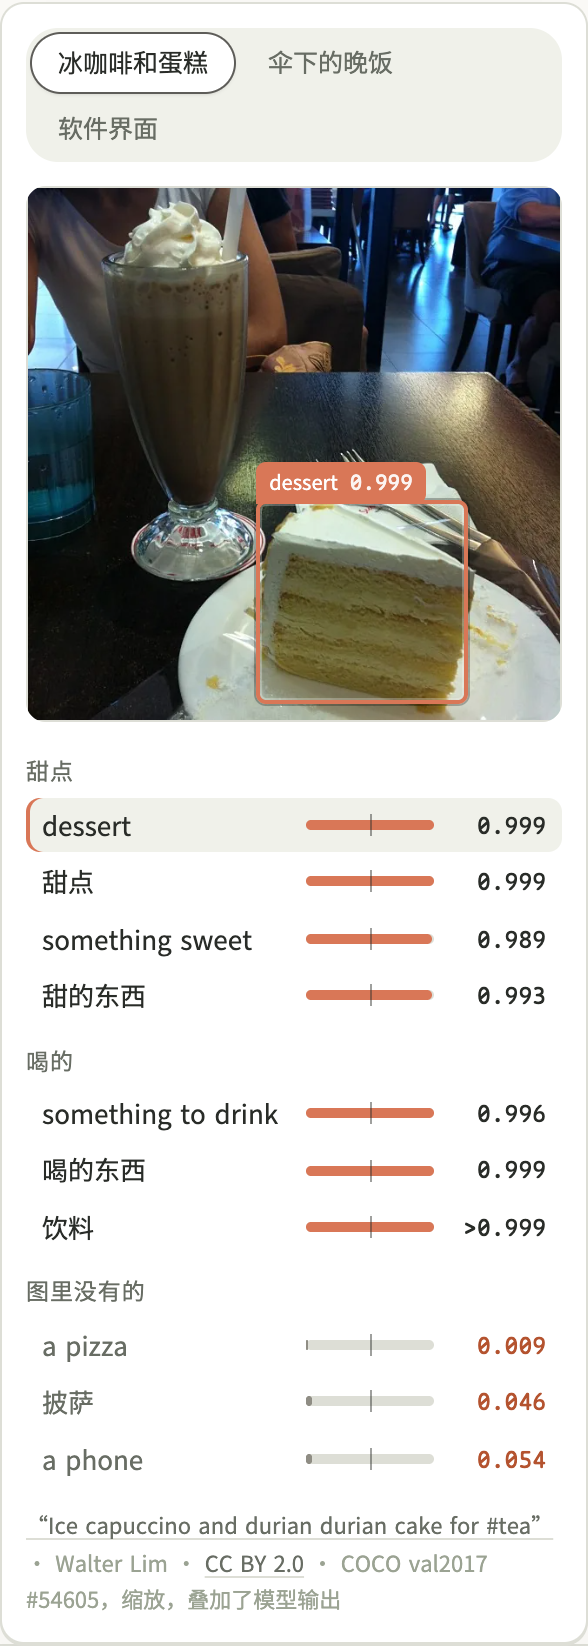 冰咖啡和蛋糕
伞下的晚饭
软件界面
dessert 0.999
甜点
dessert 0.999
甜点 0.999
something sweet 0.989
甜的东西 0.993
喝的
something to drink 0.996
喝的东西 0.999
饮料 >0.999
图里没有的
a pizza 0.009
披萨 0.046
a phone 0.054
“Ice capuccino and durian durian cake for #tea”
· Walter Lim · CC BY 2.0 · COCO val2017
#54605，缩放，叠加了模型输出